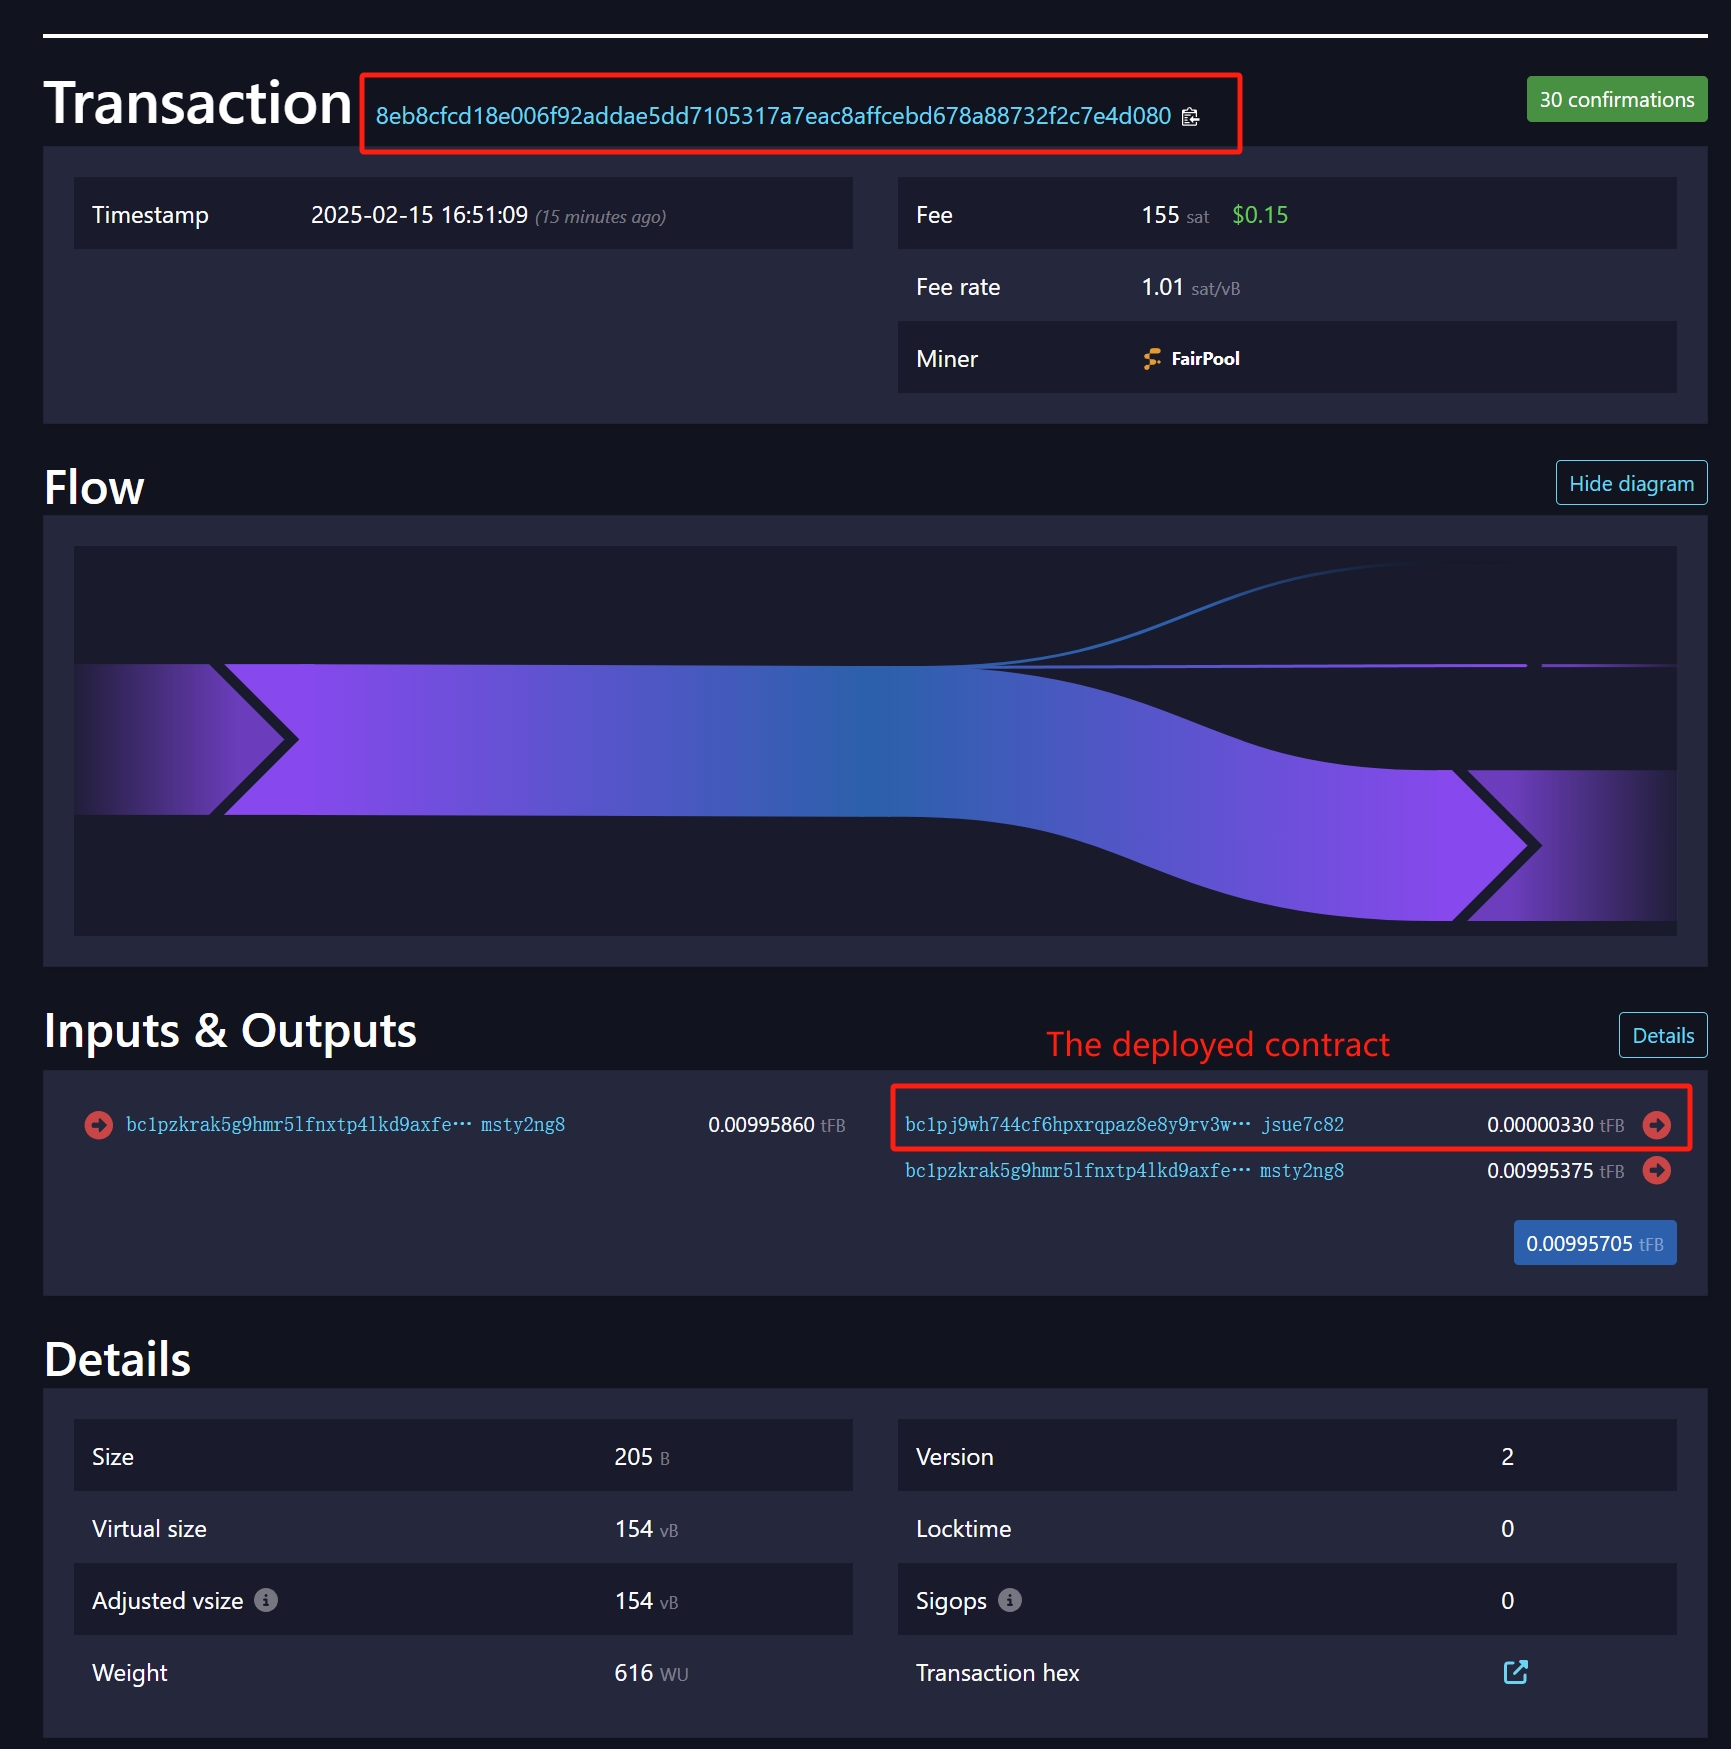 Transaction 8eb8cfcd18e006f92addae5dd7105317a7eac8affcebd678a88732f2c7e4d080 30 confirmations
Timestamp 2025-02-15 16:51:09 (15 minutes ago)
Fee 155 sat $0.15
Fee rate 1.01 sat/vB
Miner FairPool
Flow Hide diagram
Inputs & Outputs The deployed contract Details
bc1pzkrak5g9hmr5lfnxtp4lkd9axfe… msty2ng8 0.00995860 tFB bc1pj9wh744cf6hpxrqpaz8e8y9rv3w… jsue7c82 0.00000330 tFB
bc1pzkrak5g9hmr5lfnxtp4lkd9axfe… msty2ng8 0.00995375 tFB
0.00995705 tFB
Details
Size 205 B Version 2
Virtual size 154 vB Locktime 0
Adjusted vsize 154 vB Sigops 0
Weight 616 WU Transaction hex